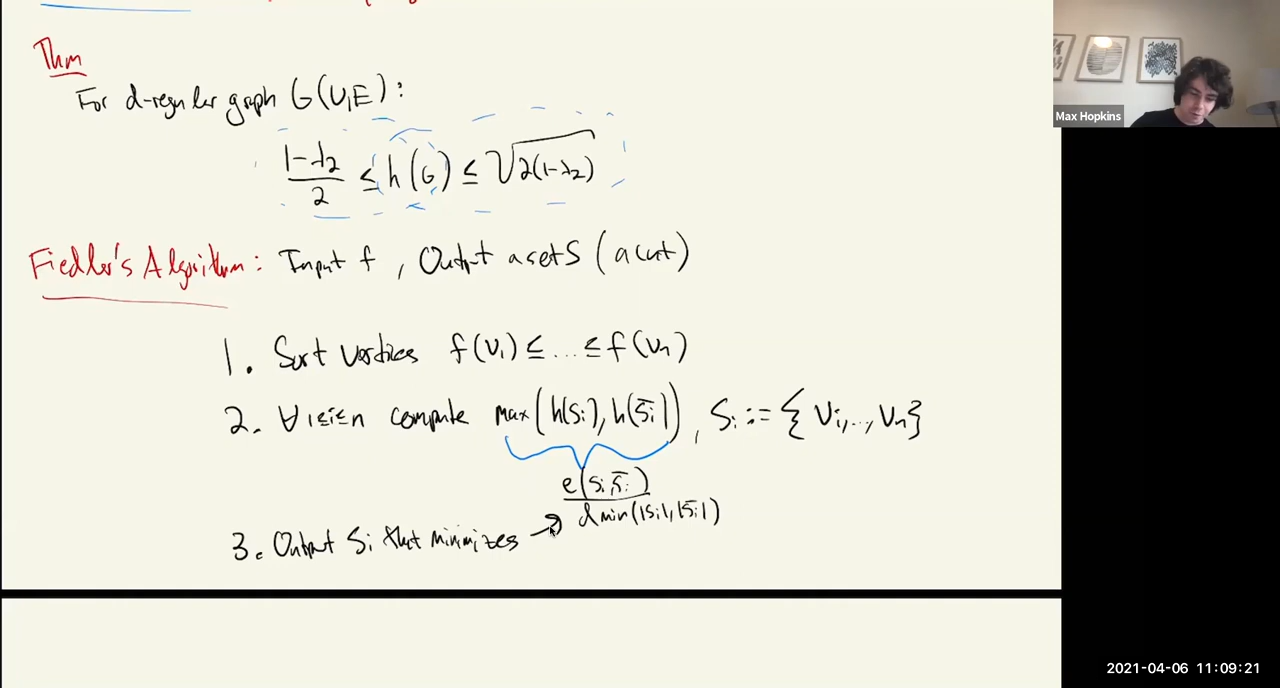 Thm
For d-regular graph G(V,E):
1-λ₂/2 ≤ h(G) ≤ √2(1-λ₂)
Fiedler's Algorithm: Input f, Output a set S (a cut)
1. Sort vertices f(v₁) ≤ ... ≤ f(vₙ)
2. ∀ 1≤i≤n compute max(h(Sᵢ), h(S̄ᵢ)), Sᵢ := {vᵢ,..,vₙ}
e(Sᵢ,S̄ᵢ)
d min(|Sᵢ|,|S̄ᵢ|)
3. Output Sᵢ that minimizes →
Max Hopkins
2021-04-06 11:09:21